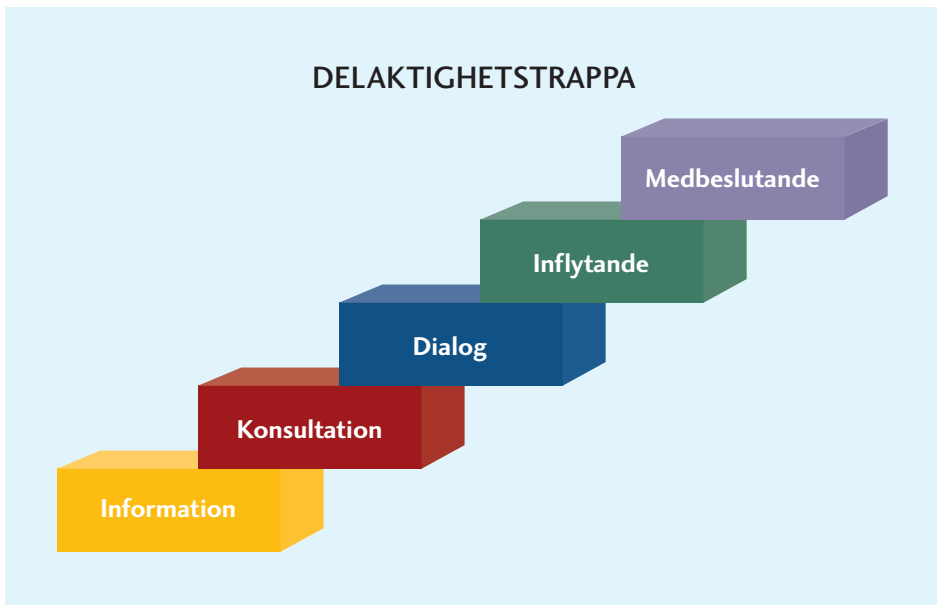 DELAKTIGHETSTRAPPA
Medbeslutande
Inflytande
Dialog
Konsultation
Information